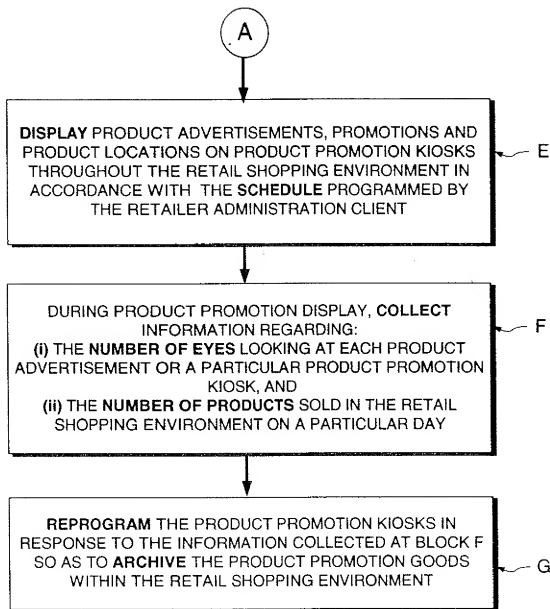 A
DISPLAY PRODUCT ADVERTISEMENTS, PROMOTIONS AND
PRODUCT LOCATIONS ON PRODUCT PROMOTION KIOSKS
THROUGHOUT THE RETAIL SHOPPING ENVIRONMENT IN
ACCORDANCE WITH THE SCHEDULE PROGRAMMED BY
THE RETAILER ADMINISTRATION CLIENT
E
DURING PRODUCT PROMOTION DISPLAY, COLLECT
INFORMATION REGARDING:
(i) THE NUMBER OF EYES LOOKING AT EACH PRODUCT
ADVERTISEMENT OR A PARTICULAR PRODUCT PROMOTION
KIOSK, AND
(ii) THE NUMBER OF PRODUCTS SOLD IN THE RETAIL
SHOPPING ENVIRONMENT ON A PARTICULAR DAY
F
REPROGRAM THE PRODUCT PROMOTION KIOSKS IN
RESPONSE TO THE INFORMATION COLLECTED AT BLOCK F
SO AS TO ARCHIVE THE PRODUCT PROMOTION GOODS
WITHIN THE RETAIL SHOPPING ENVIRONMENT
G